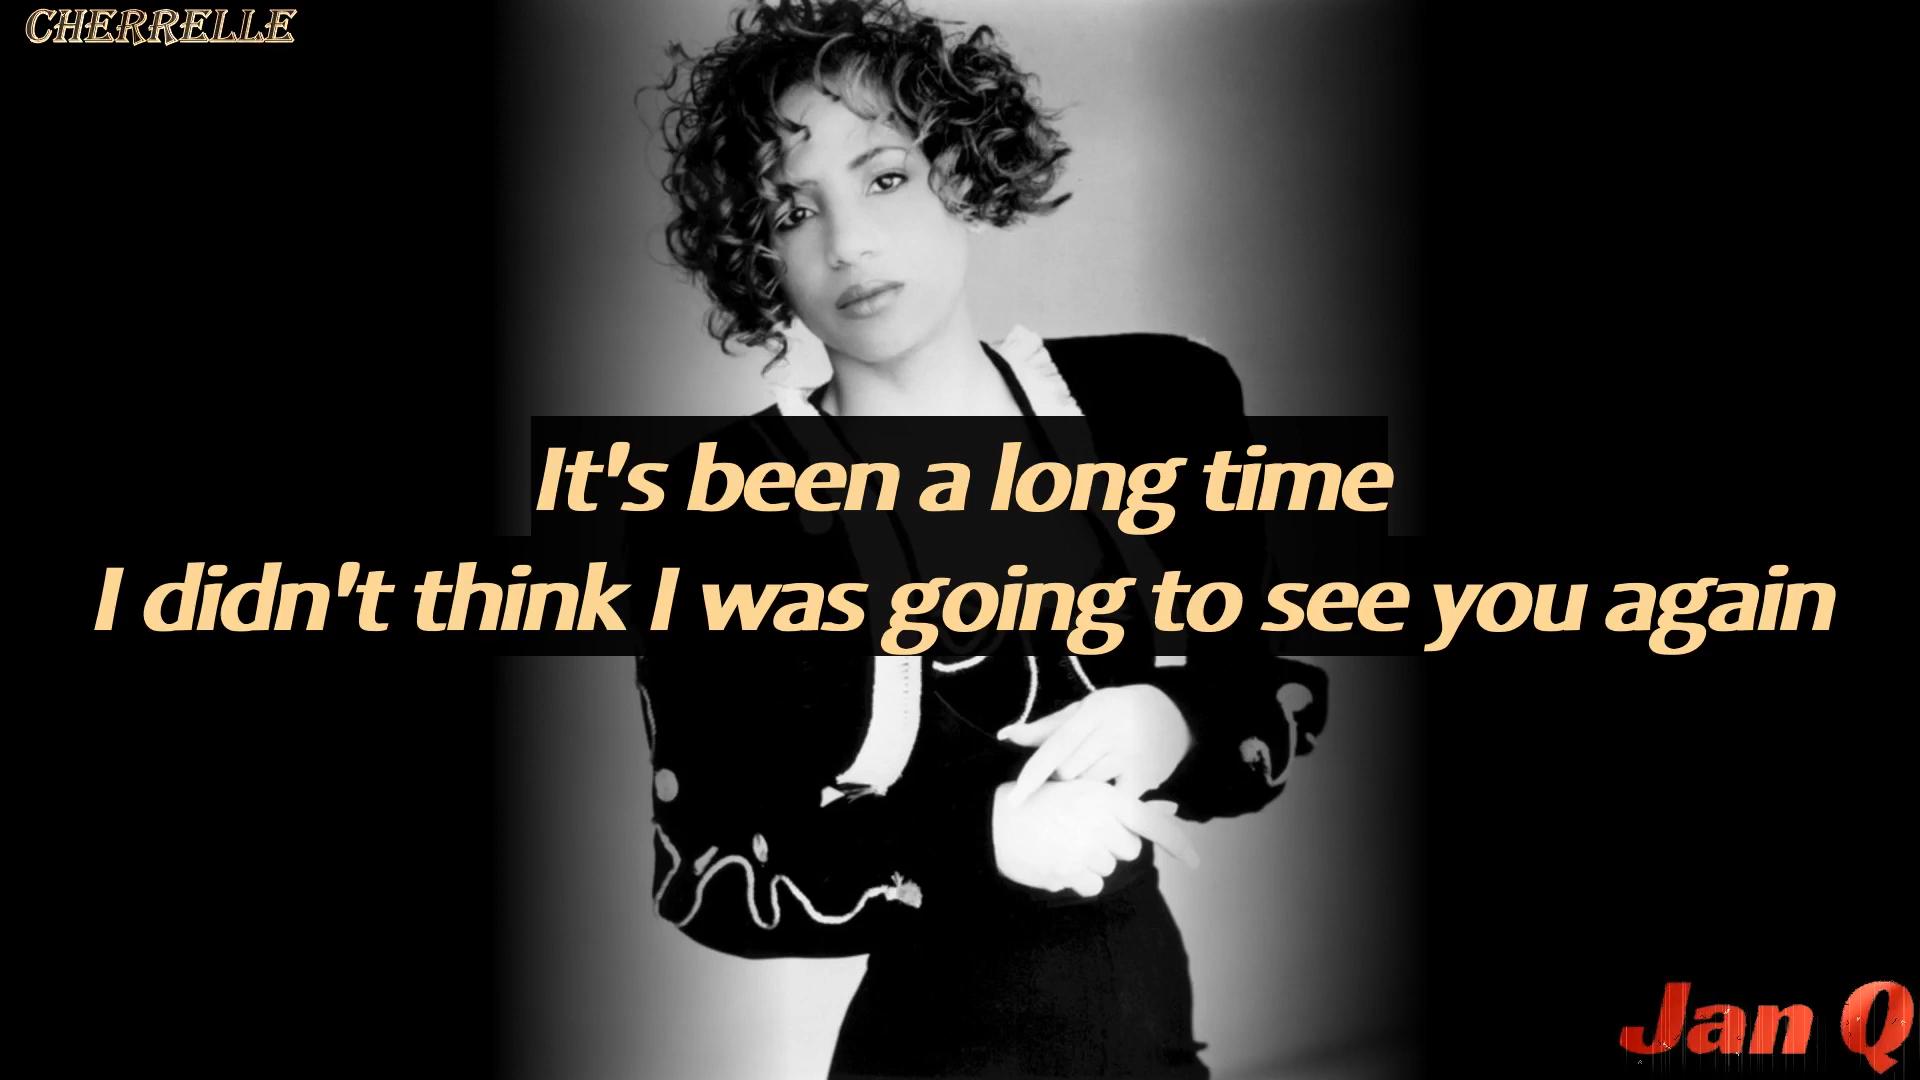 CHERRELLE
It's been a long time
I didn't think I was going to see you again
Jan Q